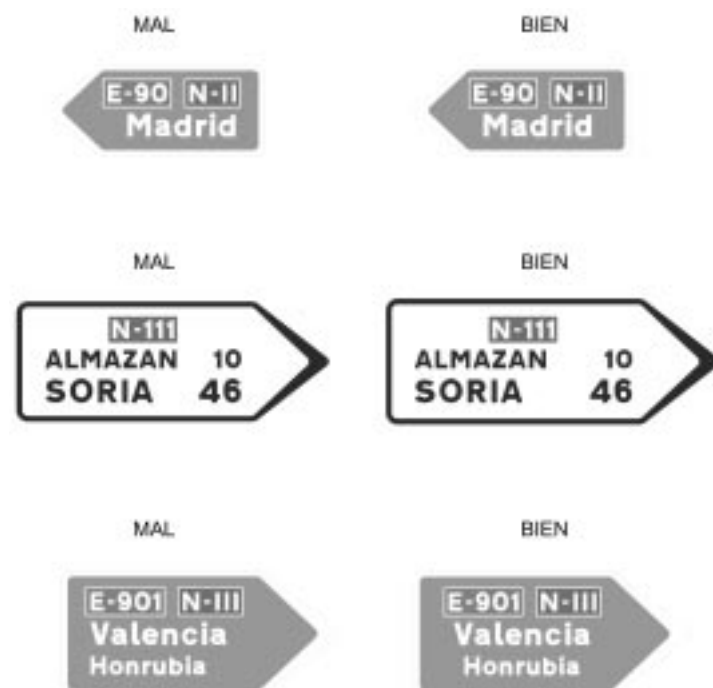 MAL BIEN
E-90 N-II E-90 N-II
Madrid Madrid
MAL BIEN
N-111 N-111
ALMAZAN 10 ALMAZAN 10
SORIA 46 SORIA 46
MAL BIEN
E-901 N-III E-901 N-III
Valencia Valencia
Honrubia Honrubia